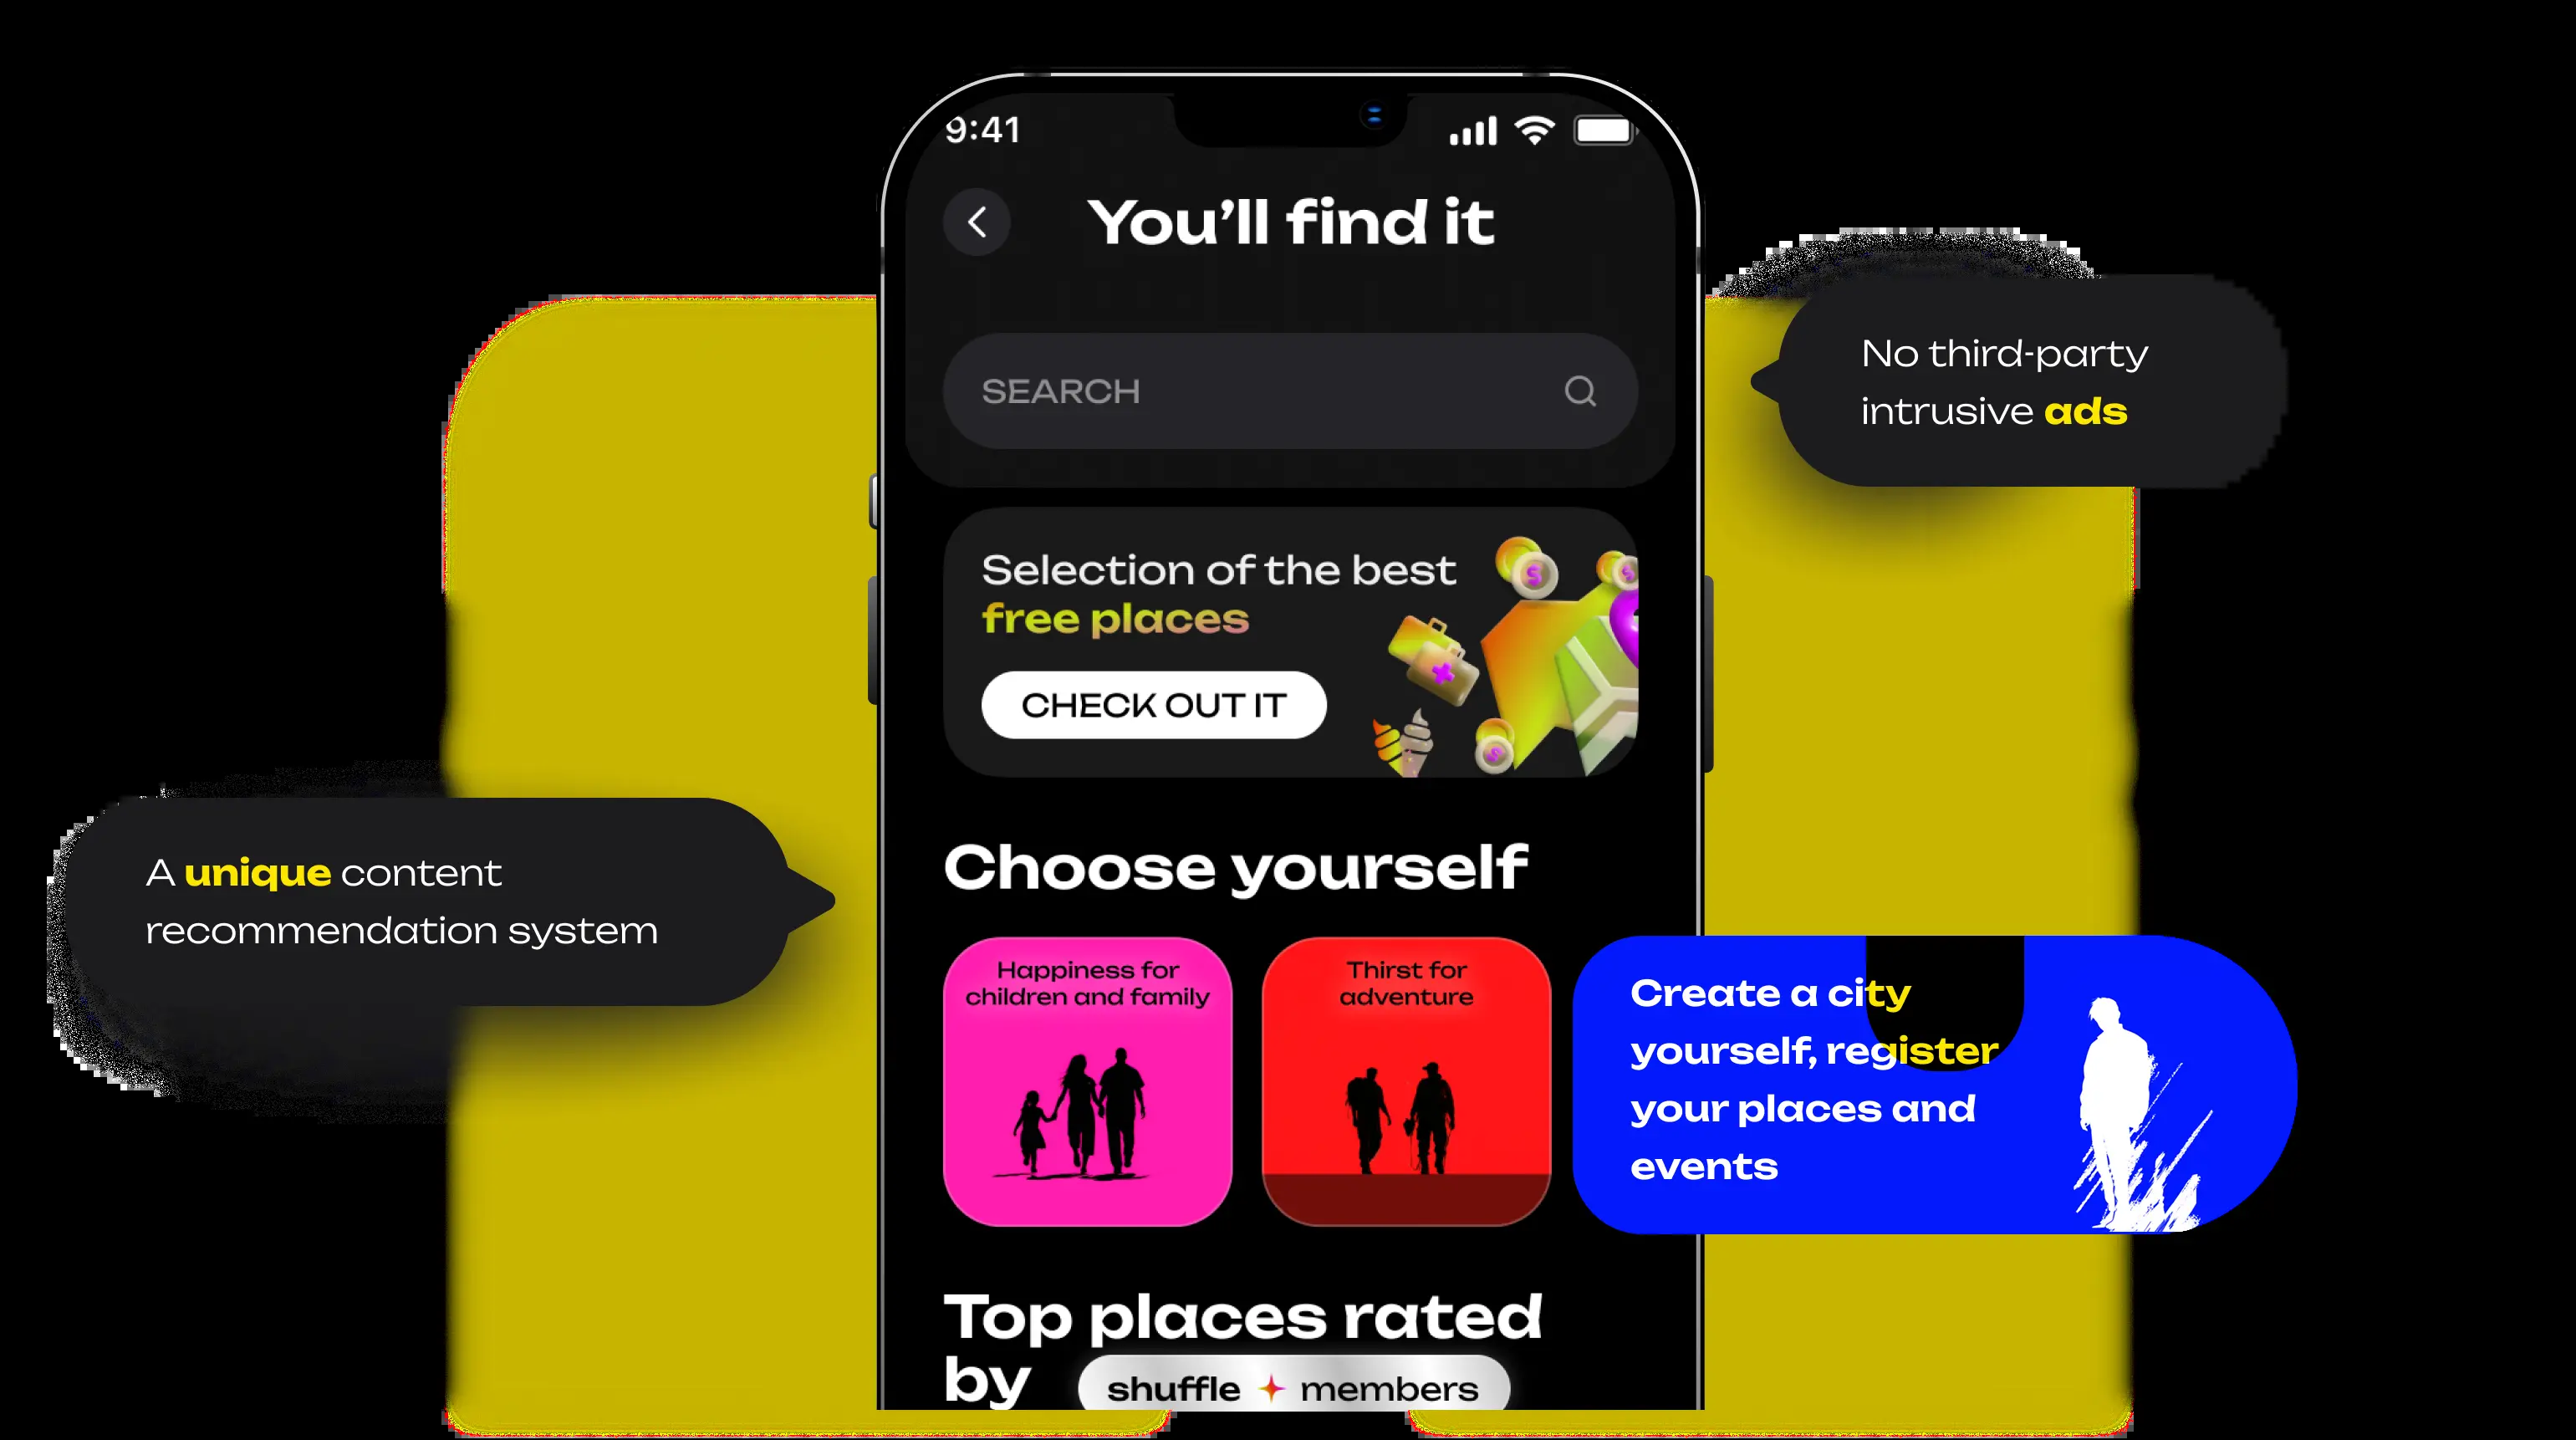 9:41
You'll find it
SEARCH
No third-party
intrusive ads
Selection of the best
free places
CHECK OUT IT
A unique content
recommendation system
Choose yourself
Happiness for
children and family
Thirst for
adventure
Create a city
yourself, register
your places and
events
Top places rated
by shuffle members